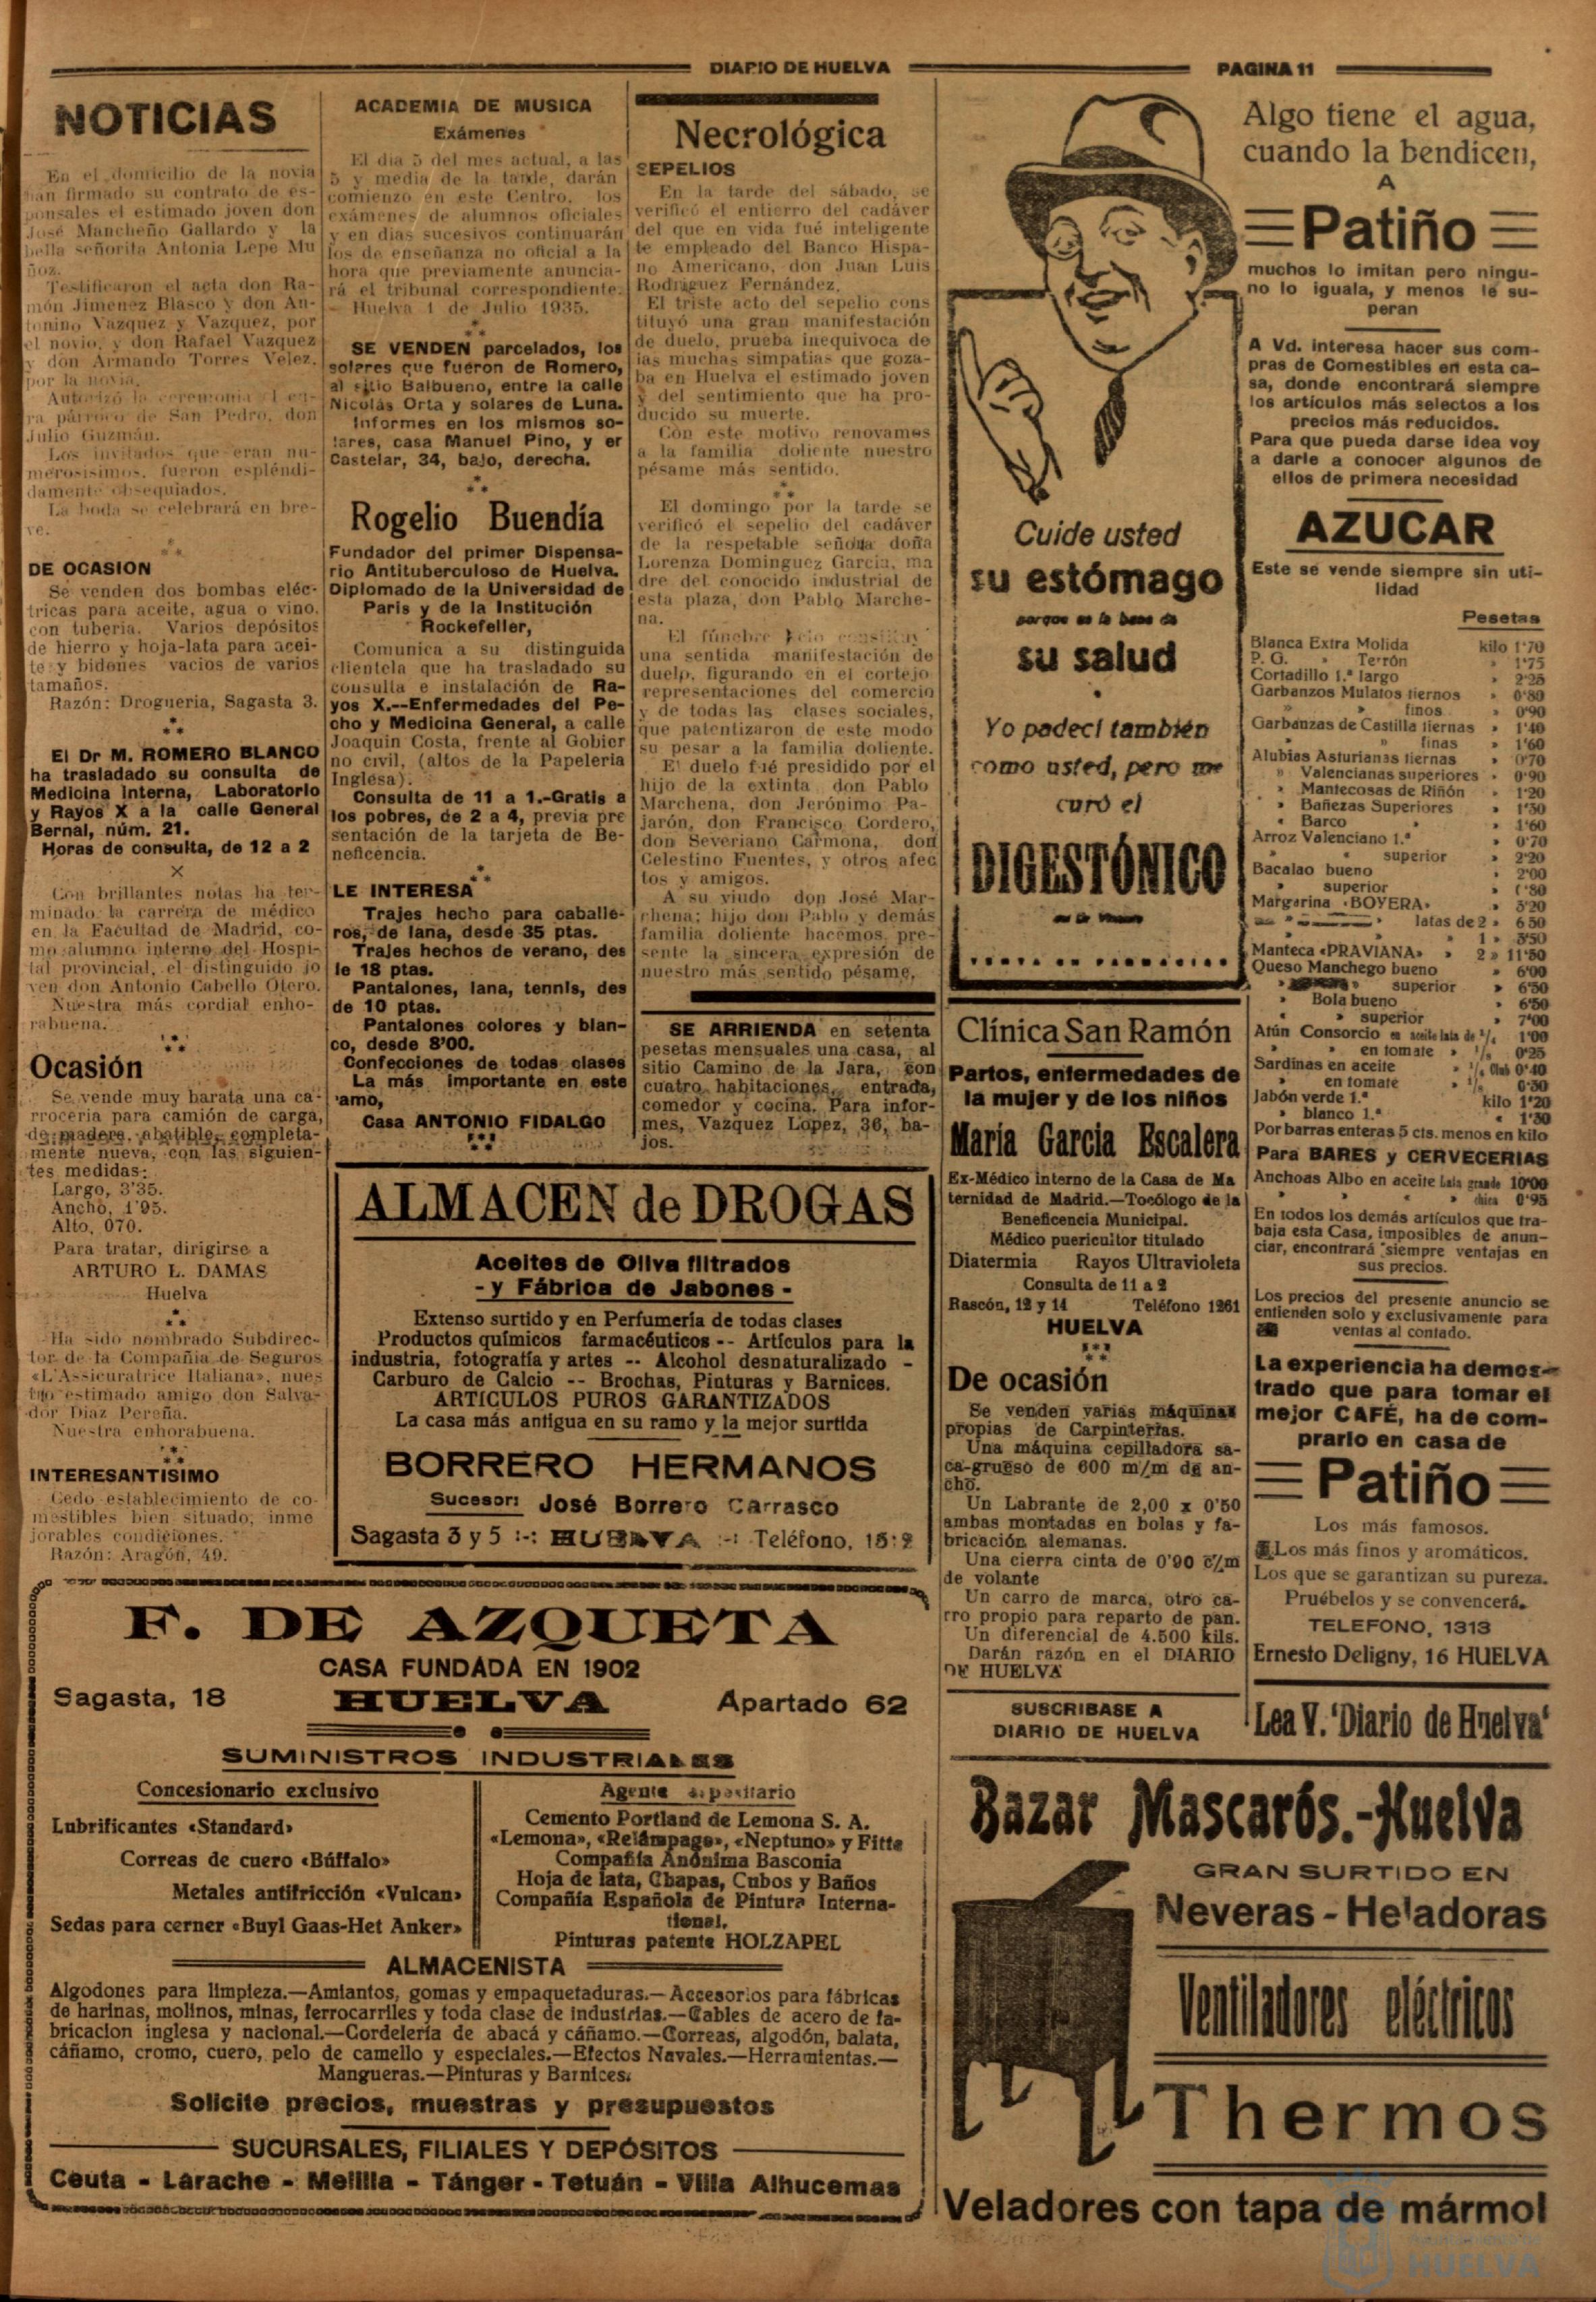 DIARIO DE HUELVA
PAGINA 11
NOTICIAS
En el domicilio de la novia
han firmado su contrato de es-
ponsales el estimado joven don
José Mancheño Gallardo y la
bella señorita Antonia Lepe Mu
ñoz.
Testificaron el acta don Ra-
món Jimenez Blasco y don An-
tonino Vazquez y Vazquez, por
el novio, y don Rafael Vazquez
y don Armando Torres Velez,
por la novia.
Autorizó la ceremonia el cu-
ra párroco de San Pedro, don
Julio Guzmán.
Los invitados que eran nu-
merosísimos, fueron espléndi-
damente obsequiados.
La boda se celebrará en bre-
ve.
DE OCASION
Se venden dos bombas eléc-
tricas para aceite, agua o vino,
con tuberia. Varios depósitos
de hierro y hoja-lata para acei-
te y bidones vacios de varios
tamaños.
Razón: Drogueria, Sagasta 3.
El Dr M. ROMERO BLANCO
ha trasladado su consulta de
Medicina Interna, Laboratorio
y Rayos X a la calle General
Bernal, núm. 21.
Horas de consulta, de 12 a 2
Con brillantes notas ha ter-
minado la carrera de médico
en la Facultad de Madrid, co-
mo alumno interno del Hospi
tal provincial, el distinguido jo
ven don Antonio Cabello Otero.
Nuestra más cordial enho-
rabuena.
Ocasión
Se vende muy barata una ca-
rroceria para camión de carga,
de madera, abatible, completa-
mente nueva, con las siguien-
tes medidas:
Largo, 3'35.
Ancho, 1'95.
Alto, 070.
Para tratar, dirigirse a
ARTURO L. DAMAS
Huelva
Ha sido nombrado Subdirec-
tor de la Compañia de Seguros
«L'Assicuratrice Italiana», nues
tro estimado amigo don Salva-
dor Diaz Pereña.
Nuestra enhorabuena.
INTERESANTISIMO
Cedo establecimiento de co-
mestibles bien situado; inme
jorables condiciones.
Razón: Aragón, 49.
ACADEMIA DE MUSICA
Exámenes
El dia 5 del mes actual, a las
5 y media de la tarde, darán
comienzo en este Centro, los
exámenes de alumnos oficiales
y en dias sucesivos continuarán
los de enseñanza no oficial a la
hora que previamente anuncia-
rá el tribunal correspondiente.
Huelva 1 de Julio 1935.
SE VENDEN parcelados, los
solares que fueron de Romero,
al sitio Balbueno, entre la calle
Nicolás Orta y solares de Luna.
Informes en los mismos so-
lares, casa Manuel Pino, y er
Castelar, 34, bajo, derecha.
Rogelio Buendía
Fundador del primer Dispensa-
rio Antituberculoso de Huelva.
Diplomado de la Universidad de
Paris y de la Institución
Rockefeller,
Comunica a su distinguida
clientela que ha trasladado su
consulta e instalación de Ra-
yos X.--Enfermedades del Pe-
cho y Medicina General, a calle
Joaquin Costa, frente al Gobier
no civil, (altos de la Papeleria
Inglesa).
Consulta de 11 a 1.-Gratis a
los pobres, de 2 a 4, previa pre
sentación de la tarjeta de Be-
neficencia.
LE INTERESA
Trajes hecho para caballe-
ros, de lana, desde 35 ptas.
Trajes hechos de verano, des
le 18 ptas.
Pantalones, lana, tennis, des
de 10 ptas.
Pantalones colores y blan-
co, desde 8'00.
Confecciones de todas clases
La más importante en este
'amo,
Casa ANTONIO FIDALGO
Necrológica
SEPELIOS
En la tarde del sábado, se
verificó el entierro del cadáver
del que en vida fué inteligente
te empleado del Banco Hispa-
no Americano, don Juan Luis
Rodríguez Fernández.
El triste acto del sepelio cons
tituyó una gran manifestación
de duelo, prueba inequivoca de
las muchas simpatias que goza-
ba en Huelva el estimado joven
y del sentimiento que ha pro-
ducido su muerte.
Con este motivo renovamos
a la familia doliente nuestro
pésame más sentido.
El domingo por la tarde se
verificó el sepelio del cadáver
de la respetable señora doña
Lorenza Dominguez Garcia, ma
dre del conocido industrial de
esta plaza, don Pablo Marche-
na.
El fúnebre
una sentida manifestación de
duelp, figurando en el cortejo
representaciones del comercio
y de todas las clases sociales,
que patentizaron de este modo
su pesar a la familia doliente.
El duelo fué presidido por el
hijo de la extinta don Pablo
Marchena, don Jerónimo Pa-
jarón, don Francisco Cordero,
don Severiano Carmona, don
Celestino Fuentes, y otros afec
tos y amigos.
A su viudo don José Mar-
chena; hijo don Pablo y demás
familia doliente hacemos pre-
sente la sincera expresión de
nuestro más sentido pésame.
SE ARRIENDA en setenta
pesetas mensuales una casa, al
sitio Camino de la Jara, con
cuatro habitaciones, entrada,
comedor y cocina. Para infor-
mes, Vazquez Lopez, 36, ba-
jos.
ALMACEN de DROGAS
Aceites de Oliva filtrados
- y Fábrica de Jabones -
Extenso surtido y en Perfumería de todas clases
Productos químicos farmacéuticos -- Artículos para la
industria, fotografía y artes -- Alcohol desnaturalizado -
Carburo de Calcio -- Brochas, Pinturas y Barnices.
ARTÍCULOS PUROS GARANTIZADOS
La casa más antigua en su ramo y la mejor surtida
BORRERO HERMANOS
Sucesor: José Borrero Carrasco
Sagasta 3 y 5 :-: HUELVA :-: Teléfono,
F. DE AZQUETA
CASA FUNDADA EN 1902
Sagasta, 18 HUELVA Apartado 62
SUMINISTROS INDUSTRIALES
Concesionario exclusivo
Lubrificantes «Standard»
Correas de cuero «Búffalo»
Metales antifricción «Vulcan»
Sedas para cerner «Buyl Gaas-Het Anker»
Agente depositario
Cemento Portland de Lemona S. A.
«Lemona», «Relámpago», «Neptuno» y Fitte
Compañía Anónima Basconia
Hoja de lata, Chapas, Cubos y Baños
Compañía Española de Pintura Interna-
tional.
Pinturas patente HOLZAPEL
ALMACENISTA
Algodones para limpieza.—Amiantos, gomas y empaquetaduras.—Accesorios para fábricas
de harinas, molinos, minas, ferrocarriles y toda clase de industrias.—Cables de acero de fa-
bricacion inglesa y nacional.—Cordelería de abacá y cáñamo.—Correas, algodón, balata,
cáñamo, cromo, cuero, pelo de camello y especiales.—Efectos Navales.—Herramientas.—
Mangueras.—Pinturas y Barnices.
Solicite precios, muestras y presupuestos
SUCURSALES, FILIALES Y DEPÓSITOS
Ceuta - Larache - Melilla - Tánger - Tetuán - Villa Alhucemas
Cuide usted
su estómago
porque es la base de
su salud
Yo padecí también
como usted, pero me
curó el
DIGESTÓNICO
Clínica San Ramón
Partos, enfermedades de
la mujer y de los niños
María Garcia Escalera
Ex-Médico interno de la Casa de Ma
ternidad de Madrid.—Tocólogo de la
Beneficencia Municipal.
Médico puericultor titulado
Diatermia Rayos Ultravioleta
Consulta de 11 a 2
Rascón, 12 y 14 Teléfono 1261
HUELVA
De ocasión
Se venden varias máquinas
propias de Carpinterías.
Una máquina cepilladora sa-
ca-grueso de 600 m/m de an-
cho.
Un Labrante de 2,00 x 0'50
ambas montadas en bolas y fa-
bricación alemanas.
Una cierra cinta de 0'90 c/m
de volante
Un carro de marca, otro ca-
rro propio para reparto de pan.
Un diferencial de 4.500 kils.
Darán razón en el DIARIO
DE HUELVA
SUSCRIBASE A
DIARIO DE HUELVA
Algo tiene el agua,
cuando la bendicen,
A
Patiño
muchos lo imitan pero ningu-
no lo iguala, y menos le su-
peran
A Vd. interesa hacer sus com-
pras de Comestibles en esta ca-
sa, donde encontrará siempre
los artículos más selectos a los
precios más reducidos.
Para que pueda darse idea voy
a darle a conocer algunos de
ellos de primera necesidad
AZUCAR
Este se vende siempre sin uti-
lidad
Pesetas
Blanca Extra Molida kilo 1'70
P. G. » Terrón » 1'75
Cortadillo 1.ª largo » 2'25
Garbanzos Mulatos tiernos » 0'80
» » finos » 0'90
Garbanzas de Castilla tiernas » 1'40
» » finas » 1'60
Alubias Asturianas tiernas » 0'70
» Valencianas superiores » 0'90
» Mantecosas de Riñón » 1'20
» Bañezas Superiores » 1'30
» Barco » 1'60
Arroz Valenciano 1.ª » 0'70
» » superior » 2'20
Bacalao bueno » 2'00
» superior »
Margarina «BOYERA» » 3'20
latas de 2 » 6 50
» » 1 » 3'50
Manteca «PRAVIANA» » 2 » 11'50
Queso Manchego bueno » 6'00
» superior » 6'50
» Bola bueno » 6'50
» » superior » 7'00
Atún Consorcio en aceite lata de 1/4 1'00
» » en tomate » 1/8 0'25
Sardinas en aceite » 1/4 Club 0'40
» en tomate » 1/8 0'30
Jabón verde 1.ª kilo 1'20
» blanco 1.ª « 1'30
Por barras enteras 5 cts. menos en kilo
Para BARES y CERVECERIAS
Anchoas Albo en aceite Lata grande 10'00
» » « » chica 0'95
En todos los demás artículos que tra-
baja esta Casa, imposibles de anun-
ciar, encontrará siempre ventajas en
sus precios.
Los precios del presente anuncio se
entienden solo y exclusivamente para
ventas al contado.
La experiencia ha demos-
trado que para tomar el
mejor CAFÉ, ha de com-
prarlo en casa de
Patiño
Los más famosos.
Los más finos y aromáticos.
Los que se garantizan su pureza.
Pruébelos y se convencerá.
TELEFONO, 1313
Ernesto Deligny, 16 HUELVA
Lea V. 'Diario de Huelva'
Bazar Mascarós.-Huelva
GRAN SURTIDO EN
Neveras - Heladoras
Ventiladores eléctricos
Thermos
Veladores con tapa de mármol
HUELVA